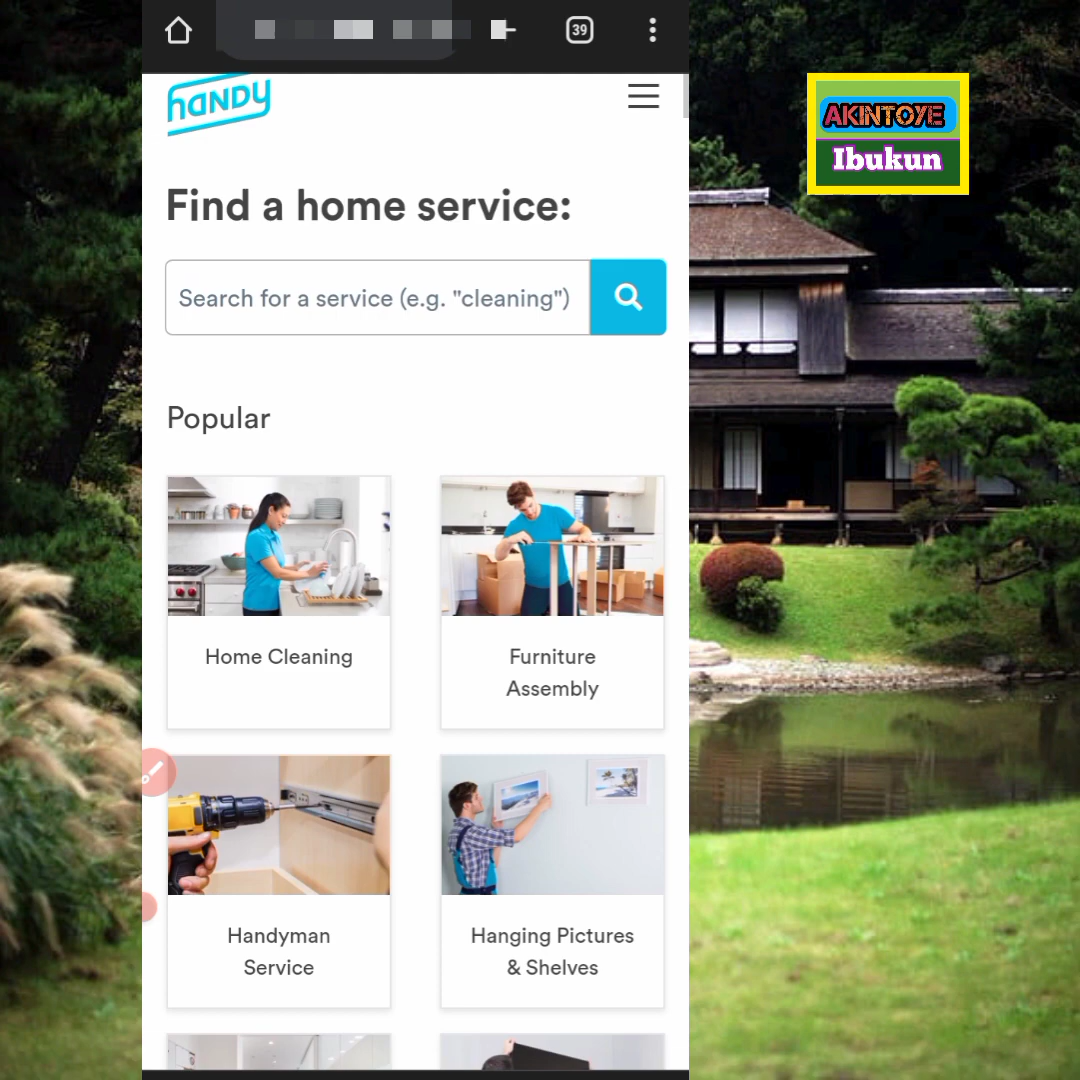 39
HANDY
AKINTOYE
Ibukun
Find a home service:
Search for a service (e.g. "cleaning")
Popular
Home Cleaning
Furniture
Assembly
Handyman
Service
Hanging Pictures
& Shelves